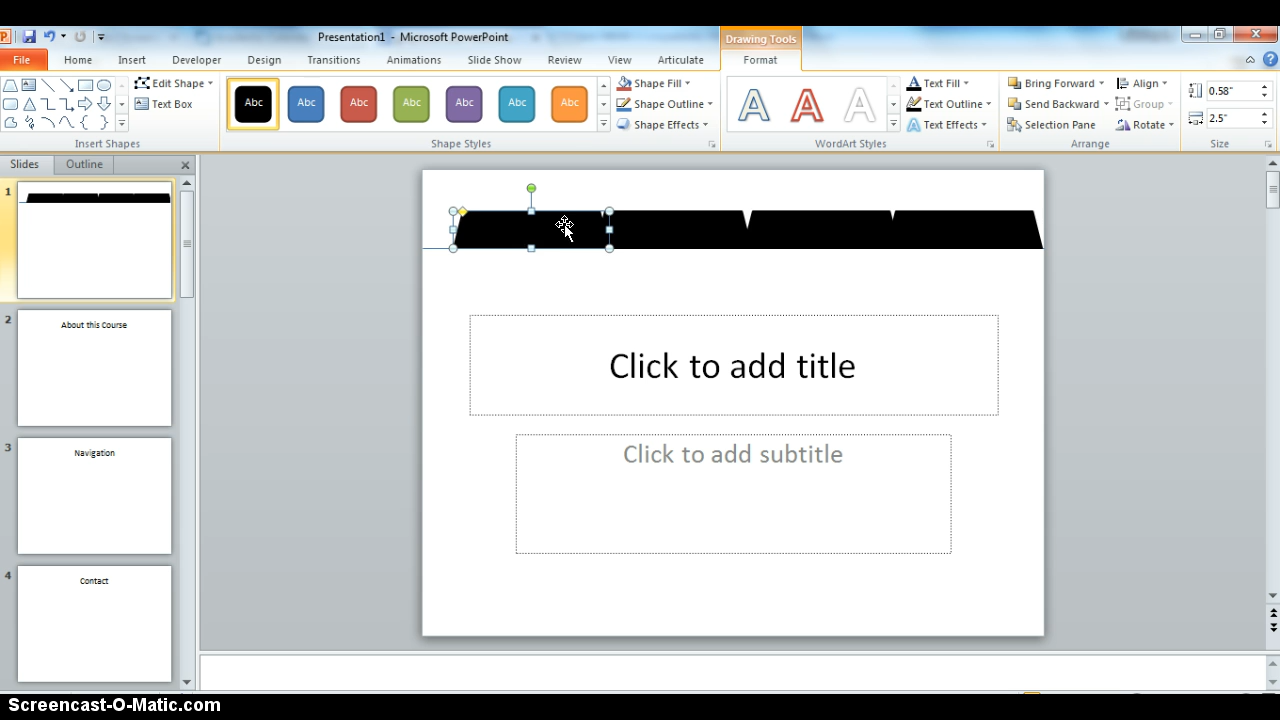 Presentation1 - Microsoft PowerPoint
Drawing Tools
File Home Insert Developer Transitions Design Animations Slide Show Review View Articulate Format
Edit Shape
Text Box
Insert Shapes
Abc Abc Abc Abc Abc Abc Abc
Shape Fill
Shape Outline
Shape Effects
Shape Styles
A A A
Text Fill
Text Outline
Text Effects
WordArt Styles
Bring Forward
Send Backward
Selection Pane
Align
Group
Rotate
Arrange
0.58"
2.5"
Size
Slides Outline
1
2
About this Course
3
Navigation
4
Contact
Click to add title
Click to add subtitle
Screencast-O-Matic.com